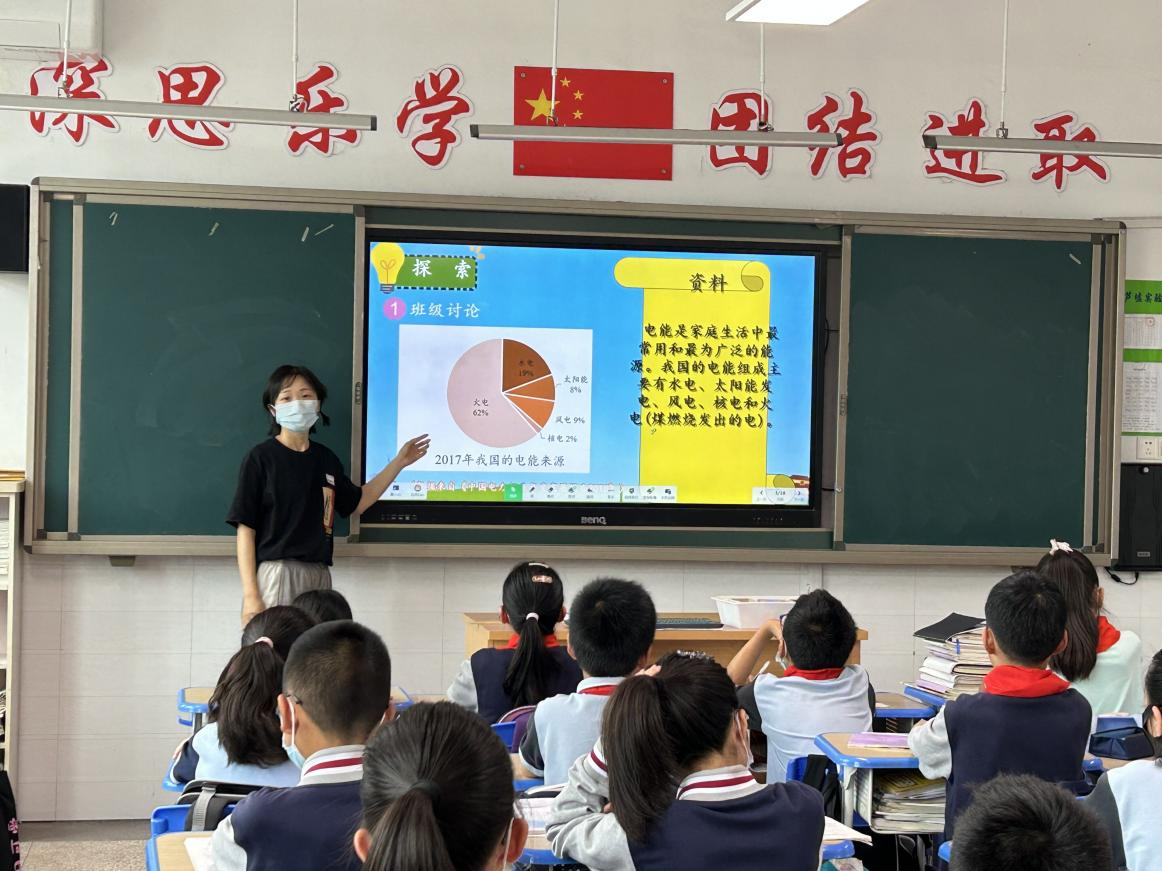 深思乐学 团结进取
探 索
1 班级讨论
水电
19%
太阳能
8%
风电 9%
核电 2%
火电
62%
2017年我国的电能来源
资料
电能是家庭生活中最
常用和最为广泛的能
源。我国的电能组成主
要有水电、太阳能发
电、风电、核电和火
电(煤燃烧发出的电)。
BenQ